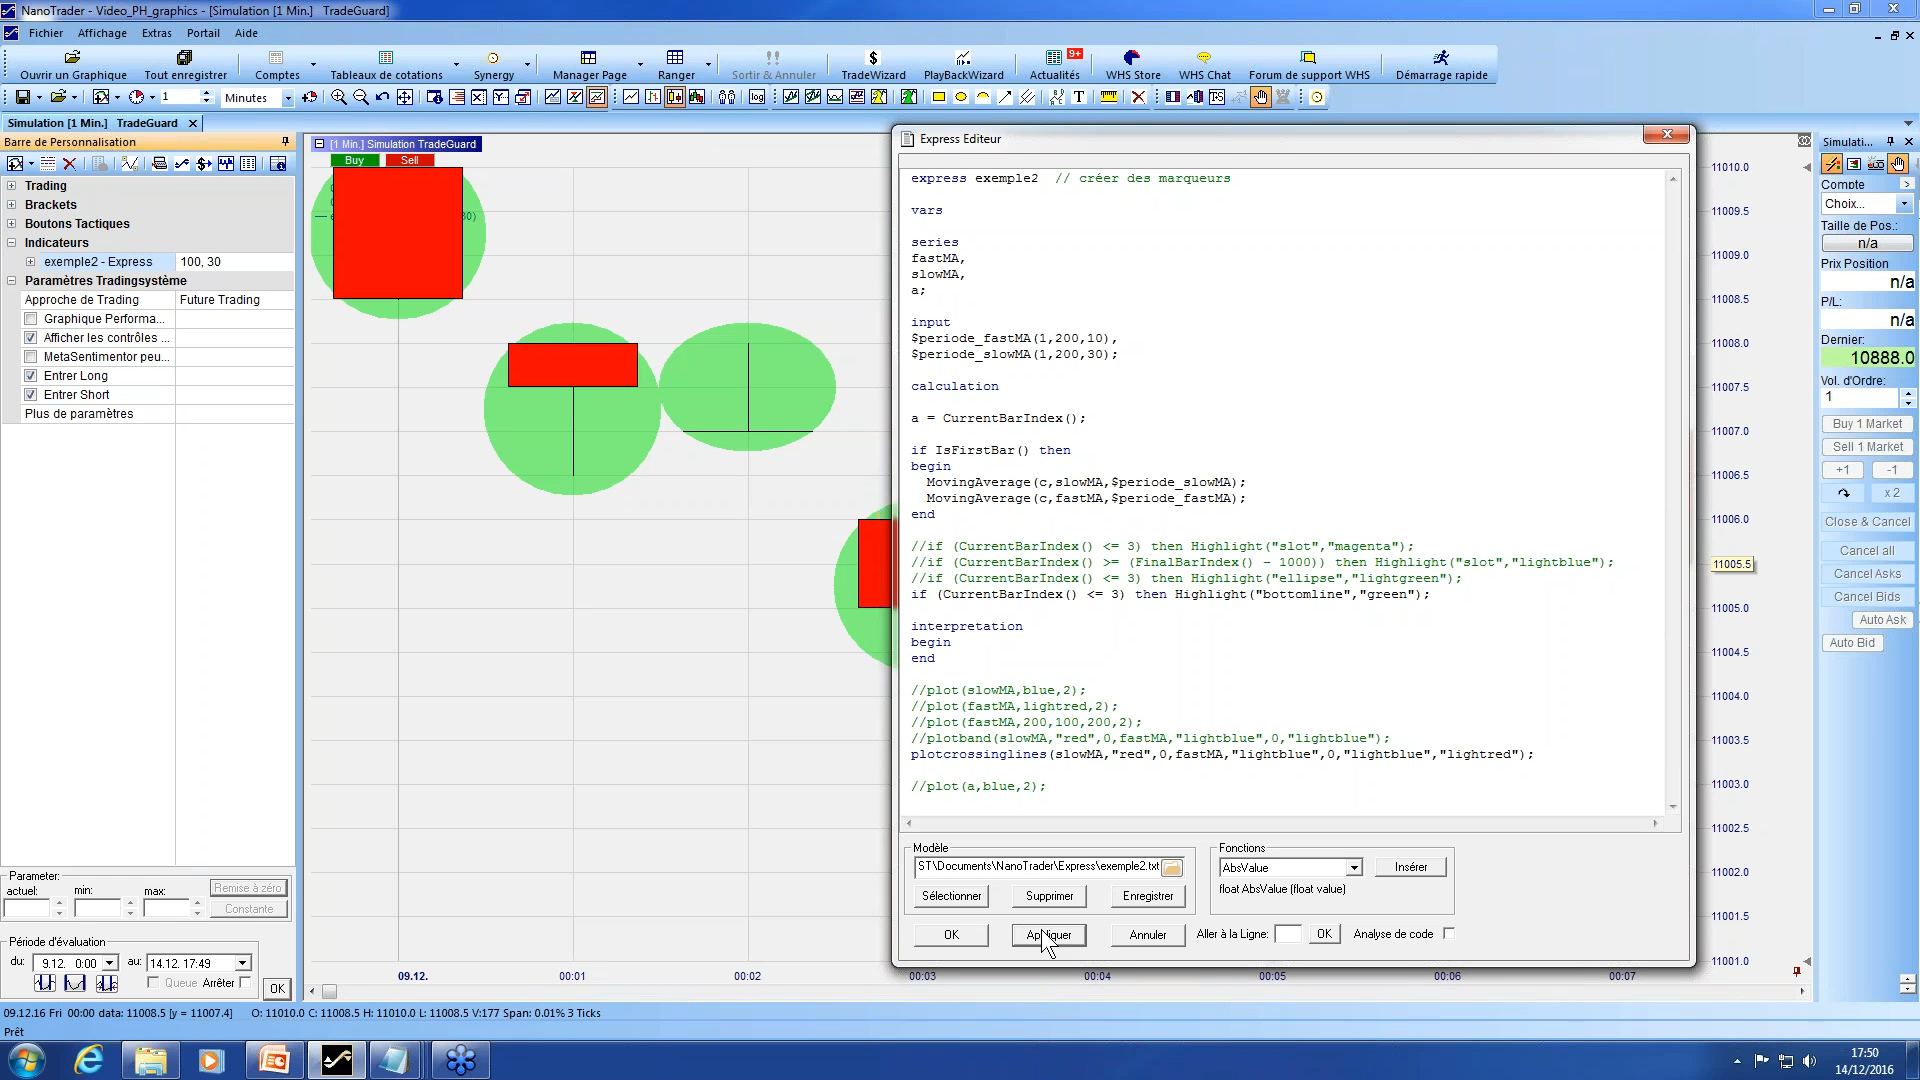 NanoTrader - Video_PH_graphics - [Simulation [1 Min.]   TradeGuard]
Fichier Affichage Extras Portail Aide
Ouvrir un Graphique Tout enregistrer Comptes Tableaux de cotations Synergy Manager Page Ranger Sortir & Annuler TradeWizard PlayBackWizard Actualités 9+ WHS Store WHS Chat Forum de support WHS Démarrage rapide
1 Minutes log
Simulation [1 Min.]   TradeGuard
Barre de Personnalisation
Trading
Brackets
Boutons Tactiques
Indicateurs
exemple2 - Express 100, 30
Paramètres Tradingsystème
Approche de Trading Future Trading
Graphique Performa...
Afficher les contrôles ...
MetaSentimentor peu...
Entrer Long
Entrer Short
Plus de paramètres
Parameter:
actuel: min: max: Remise à zéro
Constante
Période d'évaluation
du: 9.12. 0:00 au: 14.12. 17:49
Queue Arrêter OK
[1 Min.] Simulation TradeGuard
Buy Sell
30)
Express Editeur
express exemple2  // créer des marqueurs
vars
series
fastMA,
slowMA,
a;
input
$periode_fastMA(1,200,10),
$periode_slowMA(1,200,30);
calculation
a = CurrentBarIndex();
if IsFirstBar() then
begin
MovingAverage(c,slowMA,$periode_slowMA);
MovingAverage(c,fastMA,$periode_fastMA);
end
//if (CurrentBarIndex() <= 3) then Highlight("slot","magenta");
//if (CurrentBarIndex() >= (FinalBarIndex() - 1000)) then Highlight("slot","lightblue");
//if (CurrentBarIndex() <= 3) then Highlight("ellipse","lightgreen");
if (CurrentBarIndex() <= 3) then Highlight("bottomline","green");
interpretation
begin
end
//plot(slowMA,blue,2);
//plot(fastMA,lightred,2);
//plot(fastMA,200,100,200,2);
//plotband(slowMA,"red",0,fastMA,"lightblue",0,"lightblue");
plotcrossinglines(slowMA,"red",0,fastMA,"lightblue",0,"lightblue","lightred");
//plot(a,blue,2);
Modèle
ST\Documents\NanoTrader\Express\exemple2.txt
Sélectionner Supprimer Enregistrer
Fonctions
AbsValue Insérer
float AbsValue (float value)
OK Appliquer Annuler Aller à la Ligne: OK Analyse de code
11010.0
11009.5
11009.0
11008.5
11008.0
11007.5
11007.0
11006.5
11006.0
11005.5
11005.0
11004.5
11004.0
11003.5
11003.0
11002.5
11002.0
11001.5
11001.0
09.12. 00:01 00:02 00:03 00:04 00:05 00:06 00:07
Simulati...
Compte
Choix...
Taille de Pos.:
n/a
Prix Position
n/a
P/L:
n/a
Dernier:
10888.0
Vol. d'Ordre:
1
Buy 1 Market
Sell 1 Market
+1 -1
x 2
Close & Cancel
Cancel all
Cancel Asks
Cancel Bids
Auto Ask
Auto Bid
09.12.16 Fri  00:00 data: 11008.5 [y = 11007.4]   O: 11010.0 C: 11008.5 H: 11010.0 L: 11008.5 V:177 Span: 0.01% 3 Ticks
Prêt
17:50
14/12/2016